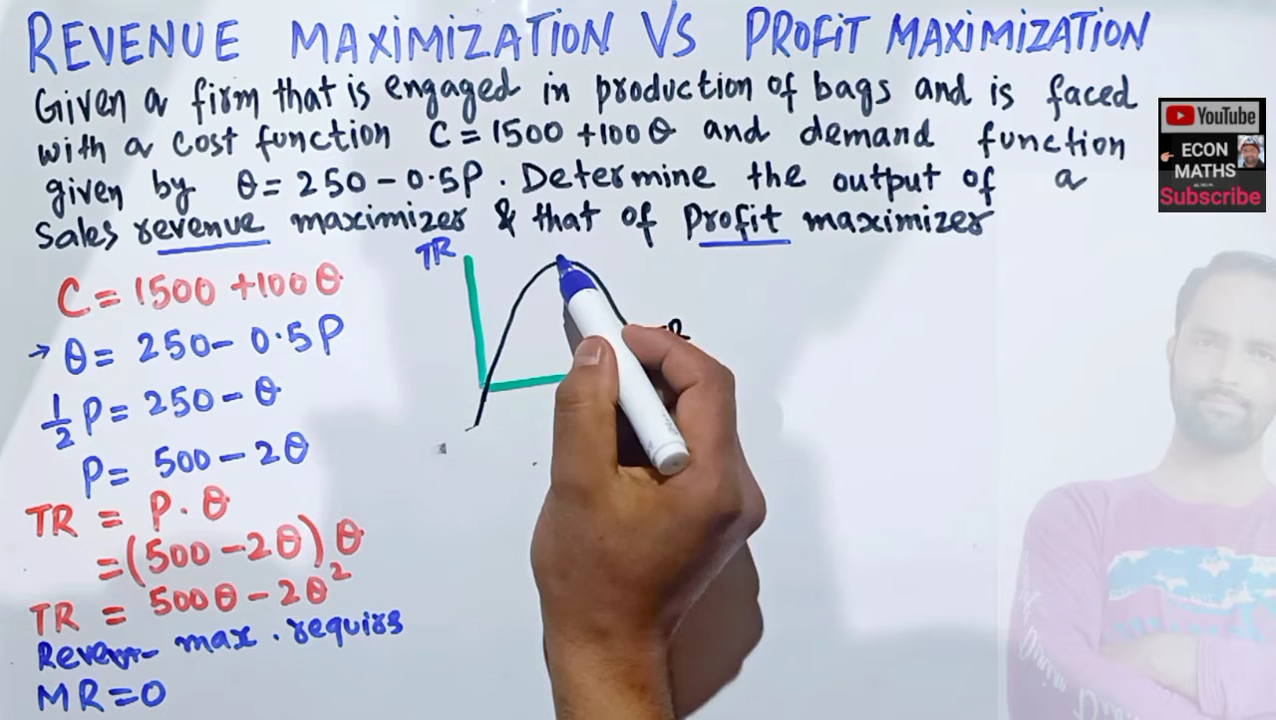 REVENUE MAXIMIZATION VS PROFIT MAXIMIZATION
Given a firm that is engaged in production of bags and is faced
with a cost function C = 1500 + 100θ and demand function
given by θ = 250 - 0.5P. Determine the output of a
Sales revenue maximizer & that of Profit maximizer
YouTube
ECON
MATHS
Subscribe
TR
C = 1500 + 100θ
→ θ = 250 - 0.5P
1/2 P = 250 - θ
P = 500 - 2θ
TR = P . θ
= (500 - 2θ) θ
TR = 500θ - 2θ²
max . requirs
MR = 0